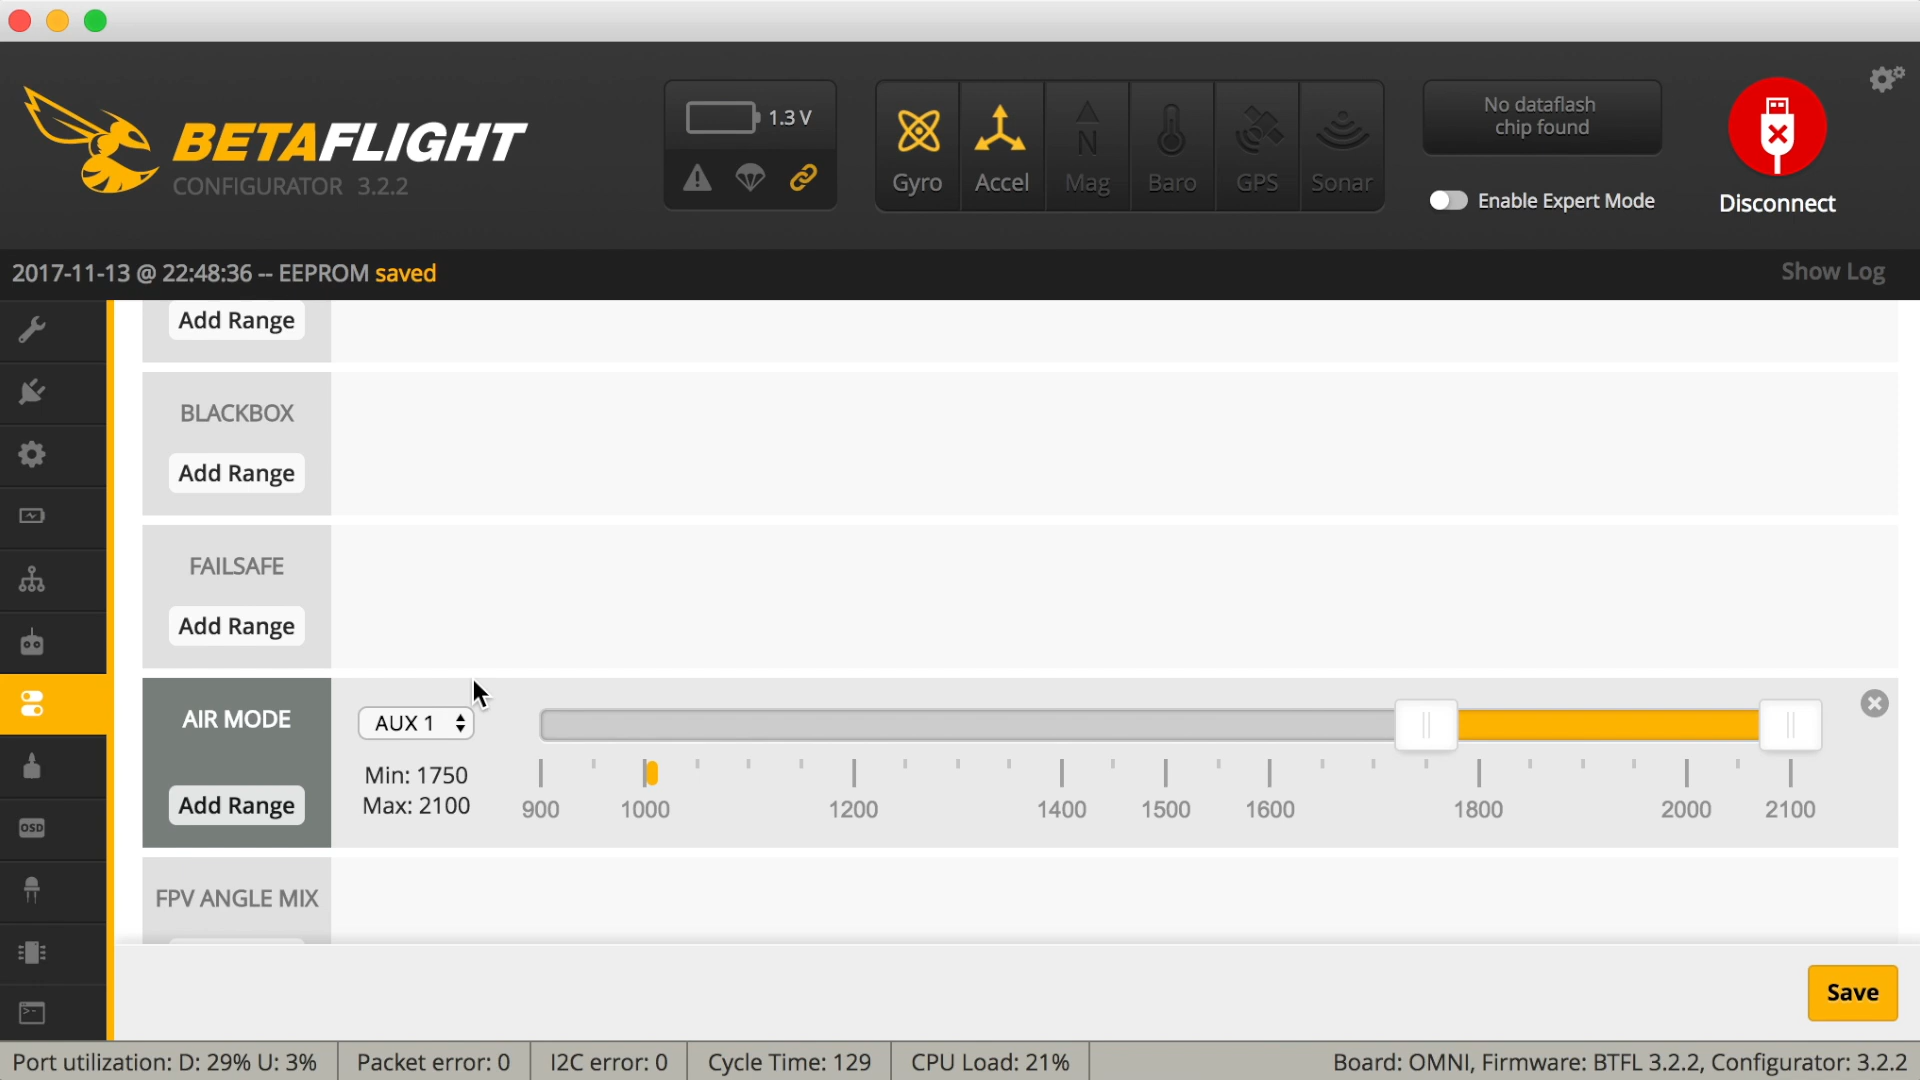 BETAFLIGHT
CONFIGURATOR 3.2.2
1.3 V
Gyro
Accel
Mag
N
Baro
GPS
Sonar
No dataflash
chip found
Enable Expert Mode
Disconnect
2017-11-13 @ 22:48:36 -- EEPROM saved
Show Log
Add Range
BLACKBOX
Add Range
FAILSAFE
Add Range
AIR MODE
Add Range
AUX 1
Min: 1750
Max: 2100
900 1000 1200 1400 1500 1600 1800 2000 2100
FPV ANGLE MIX
OSD
Save
Port utilization: D: 29% U: 3%
Packet error: 0
I2C error: 0
Cycle Time: 129
CPU Load: 21%
Board: OMNI, Firmware: BTFL 3.2.2, Configurator: 3.2.2